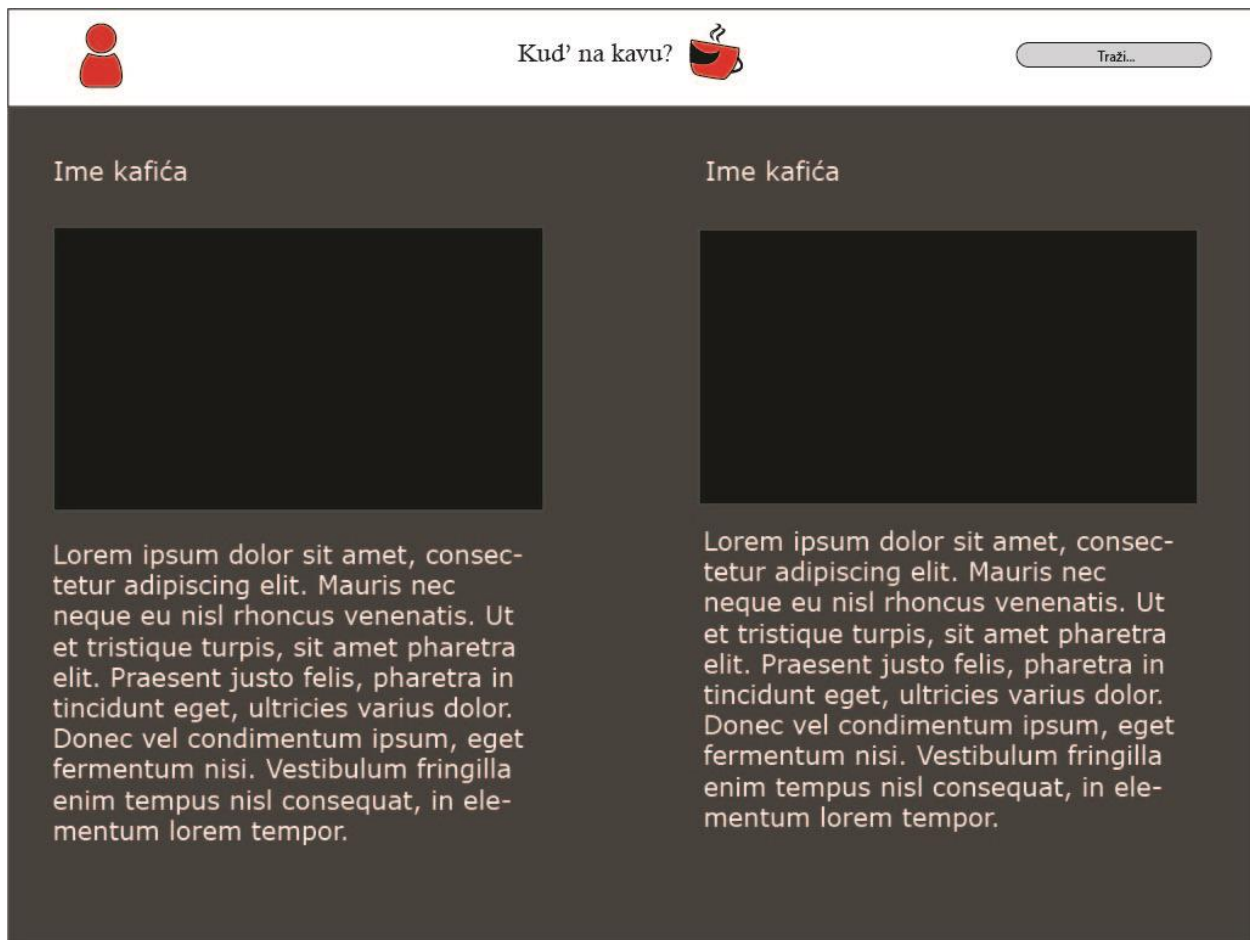 Kud’ na kavu?
Traži...
Ime kafića
Lorem ipsum dolor sit amet, consec-
tetur adipiscing elit. Mauris nec
neque eu nisl rhoncus venenatis. Ut
et tristique turpis, sit amet pharetra
elit. Praesent justo felis, pharetra in
tincidunt eget, ultricies varius dolor.
Donec vel condimentum ipsum, eget
fermentum nisi. Vestibulum fringilla
enim tempus nisl consequat, in ele-
mentum lorem tempor.
Ime kafića
Lorem ipsum dolor sit amet, consec-
tetur adipiscing elit. Mauris nec
neque eu nisl rhoncus venenatis. Ut
et tristique turpis, sit amet pharetra
elit. Praesent justo felis, pharetra in
tincidunt eget, ultricies varius dolor.
Donec vel condimentum ipsum, eget
fermentum nisi. Vestibulum fringilla
enim tempus nisl consequat, in ele-
mentum lorem tempor.